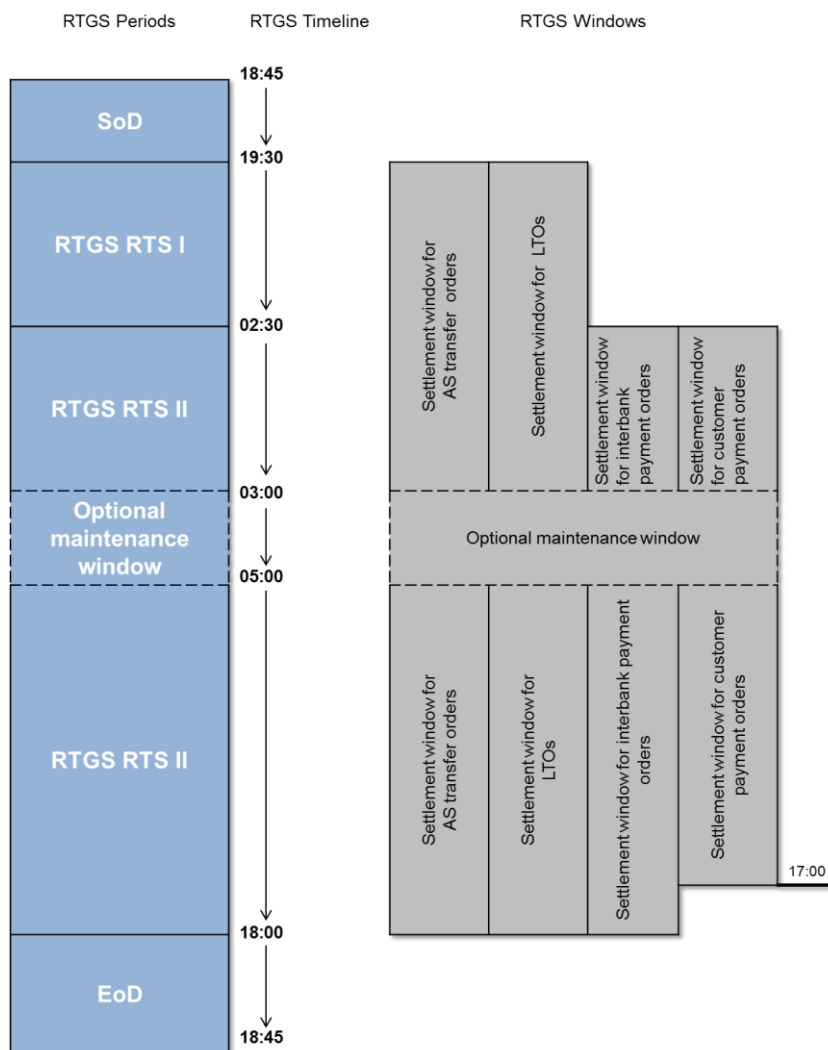 RTGS Periods
RTGS Timeline
RTGS Windows
18:45
SoD
19:30
RTGS RTS I
Settlement window for
AS transfer orders
Settlement window for LTOs
02:30
RTGS RTS II
Settlement window
for interbank
payment orders
Settlement window
for customer
payment orders
03:00
Optional
maintenance
window
Optional maintenance window
05:00
RTGS RTS II
Settlement window for
AS transfer orders
Settlement window for
LTOs
Settlement window for interbank payment
orders
Settlement window for customer
payment orders
17:00
18:00
EoD
18:45